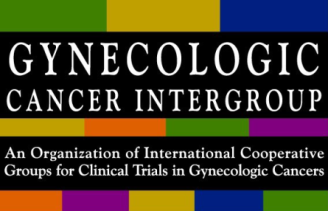 GYNECOLOGIC
CANCER INTERGROUP
An Organization of International Cooperative
Groups for Clinical Trials in Gynecologic Cancers